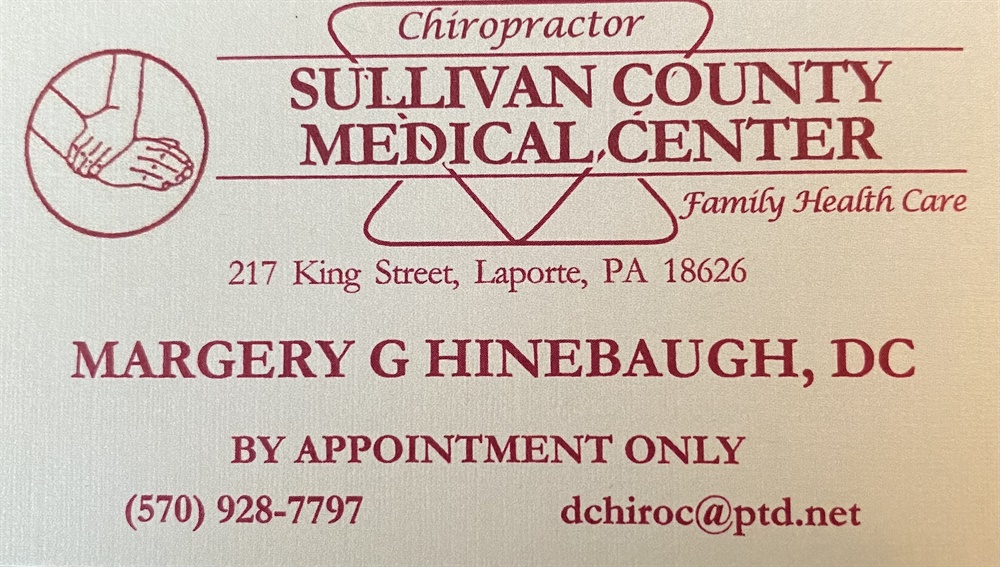 Chiropractor
SULLIVAN COUNTY
MEDICAL CENTER
Family Health Care
217 King Street, Laporte, PA 18626
MARGERY G HINEBAUGH, DC
BY APPOINTMENT ONLY
(570) 928-7797 dchiroc@ptd.net